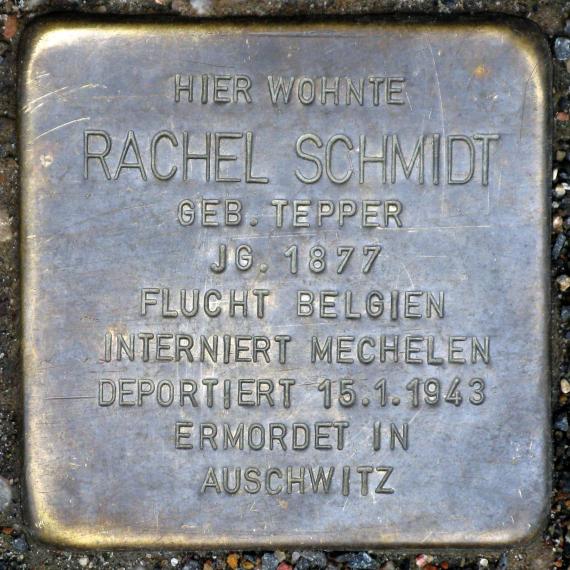 HIER WOHNTE
RACHEL SCHMIDT
GEB. TEPPER
JG. 1877
FLUCHT BELGIEN
INTERNIERT MECHELEN
DEPORTIERT 15.1.1943
ERMORDET IN
AUSCHWITZ